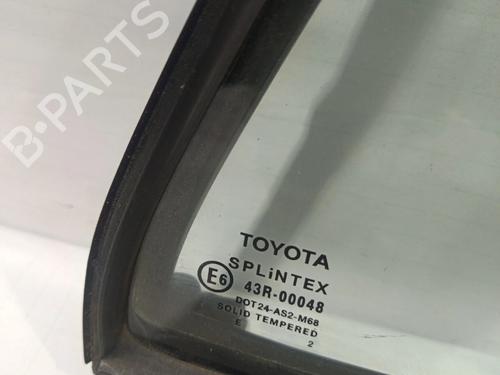 B-PARTS
TOYOTA
SPLiNTEX
E6 43R-00048
DOT24-AS2-M68
SOLID TEMPERED
E 2